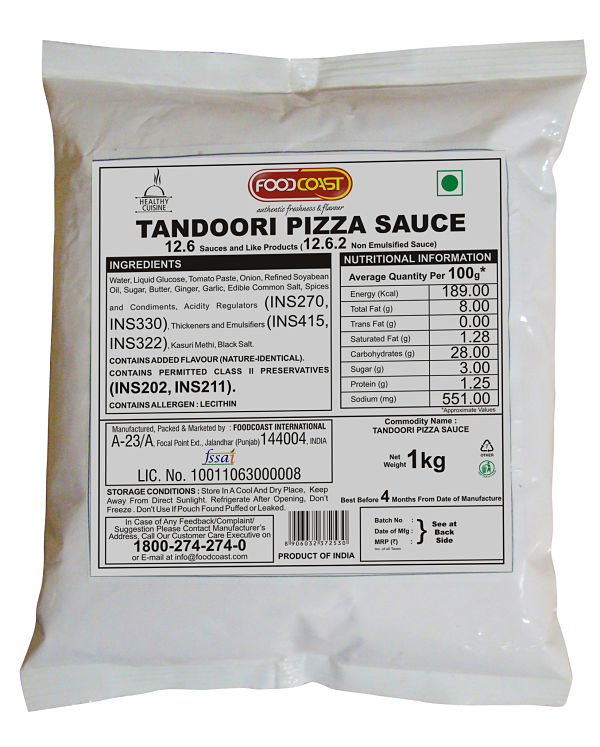 HEALTHY
CUISINE
FOODCOAST
authentic freshness & flavour
TANDOORI PIZZA SAUCE
12.6 Sauces and Like Products (12.6.2 Non Emulsified Sauce)
INGREDIENTS
Water, Liquid Glucose, Tomato Paste, Onion, Refined Soyabean
Oil, Sugar, Butter, Ginger, Garlic, Edible Common Salt, Spices
and Condiments, Acidity Regulators (INS270,
INS330), Thickeners and Emulsifiers (INS415,
INS322), Kasuri Methi, Black Salt.
CONTAINS ADDED FLAVOUR (NATURE-IDENTICAL).
CONTAINS PERMITTED CLASS II PRESERVATIVES
(INS202, INS211).
CONTAINS ALLERGEN : LECITHIN
NUTRITIONAL INFORMATION
Average Quantity Per 100g*
Energy (Kcal) 189.00
Total Fat (g) 8.00
Trans Fat (g) 0.00
Saturated Fat (g) 1.28
Carbohydrates (g) 28.00
Sugar (g) 3.00
Protein (g) 1.25
Sodium (mg) 551.00
*Approximate Values
Manufactured, Packed & Marketed by : FOODCOAST INTERNATIONAL
A-23/A, Focal Point Ext., Jalandhar (Punjab) 144004, INDIA
fssai
LIC. No. 10011063000008
STORAGE CONDITIONS : Store In A Cool And Dry Place, Keep
Away From Direct Sunlight. Refrigerate After Opening, Don't
Freeze . Don't Use If Pouch Found Puffed or Leaked.
In Case of Any Feedback/Complaint/
Suggestion Please Contact Manufacturer's
Address, Call Our Customer Care Executive on
1800-274-274-0
or E-mail at info@foodcoast.com
8 906032 372530
PRODUCT OF INDIA
Commodity Name :
TANDOORI PIZZA SAUCE
Net
Weight 1kg
OTHER
Best Before 4 Months From Date of Manufacture
Batch No :
Date of Mfg :
MRP (₹) :
Inc. of all Taxes
See at
Back
Side